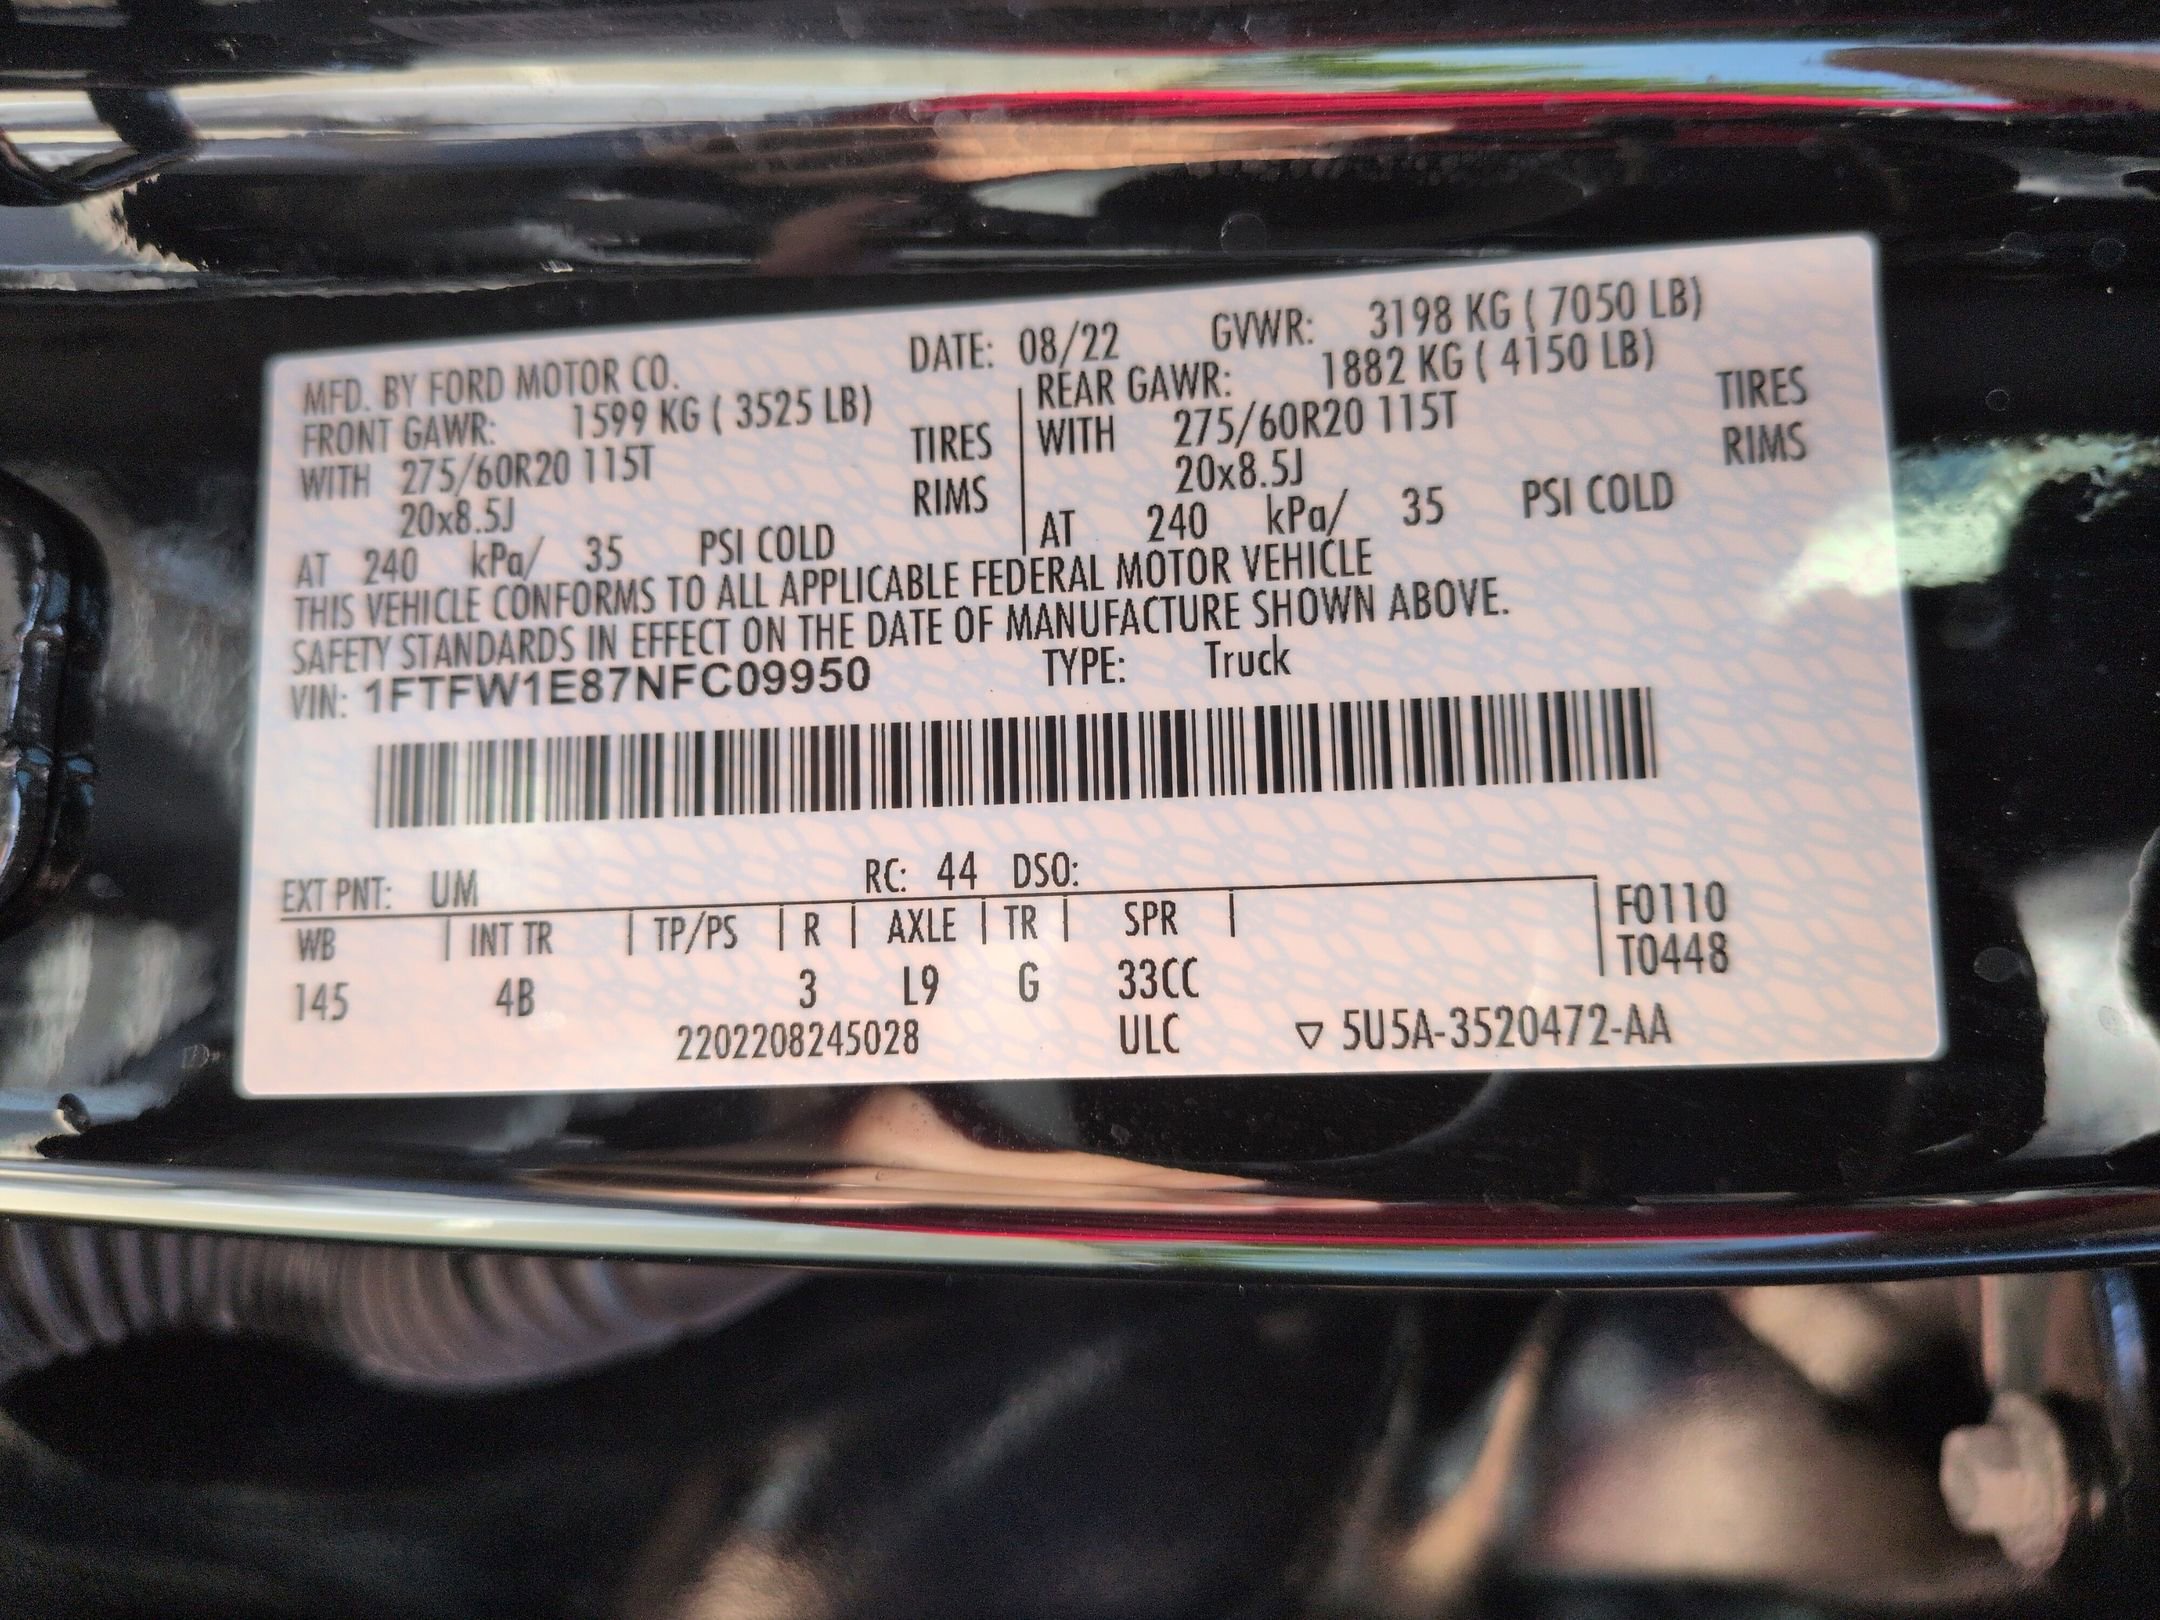 MFD. BY FORD MOTOR CO. DATE: 08/22 GVWR: 3198 KG ( 7050 LB)
FRONT GAWR: 1599 KG ( 3525 LB) REAR GAWR: 1882 KG ( 4150 LB)
WITH 275/60R20 115T TIRES WITH 275/60R20 115T TIRES
20x8.5J RIMS 20x8.5J RIMS
AT 240 kPa/ 35 PSI COLD AT 240 kPa/ 35 PSI COLD
THIS VEHICLE CONFORMS TO ALL APPLICABLE FEDERAL MOTOR VEHICLE
SAFETY STANDARDS IN EFFECT ON THE DATE OF MANUFACTURE SHOWN ABOVE.
VIN: 1FTFW1E87NFC09950 TYPE: Truck
EXT PNT: UM RC: 44 DSO:
WB INT TR TP/PS R AXLE TR SPR F0110
T0448
145 4B 3 L9 G 33CC
2202208245028 ULC ▽ 5U5A-3520472-AA